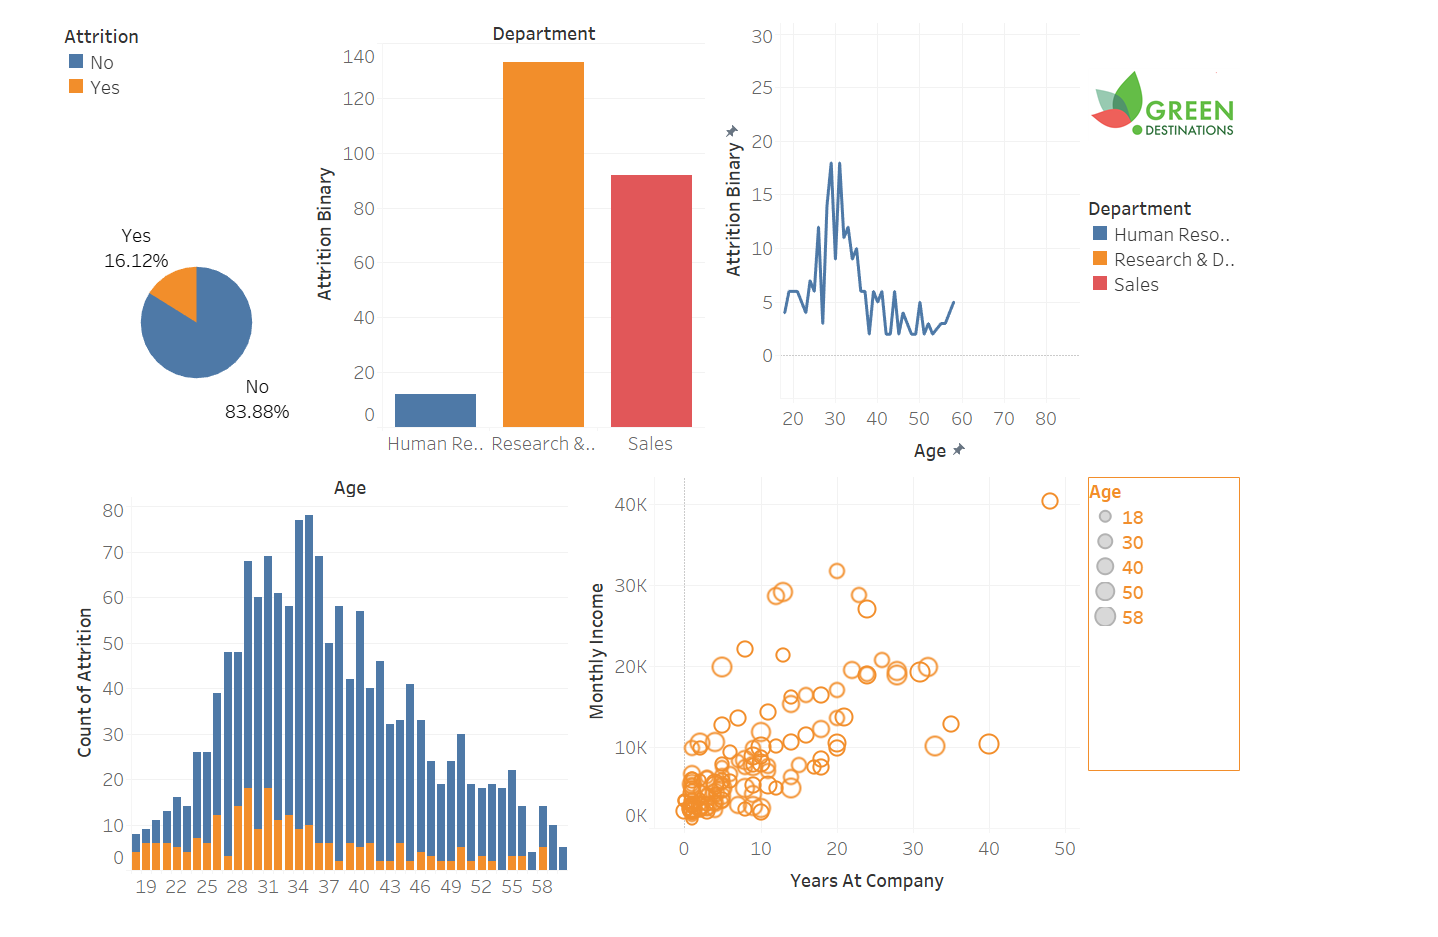 Attrition
No
Yes
Yes
16.12%
No
83.88%
Department
Attrition Binary
140
120
100
80
60
40
20
0
Human Re..
Research &..
Sales
Attrition Binary
30
25
20
15
10
5
0
20 30 40 50 60 70 80
Age
GREEN
DESTINATIONS
Department
Human Reso..
Research & D..
Sales
Age
Count of Attrition
80
70
60
50
40
30
20
10
0
19 22 25 28 31 34 37 40 43 46 49 52 55 58
Monthly Income
40K
30K
20K
10K
0K
0 10 20 30 40 50
Years At Company
Age
18
30
40
50
58